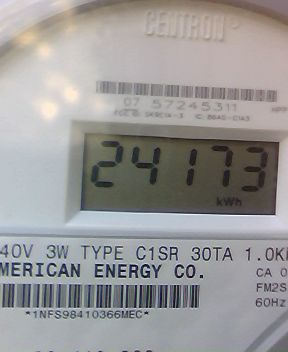 CENTRON
07 57245311
24173
kWh
40V 3W TYPE C1SR 30TA 1.0K
MERICAN ENERGY CO.
CA 0
FM2S
60Hz
*1NFS98410366MEC*